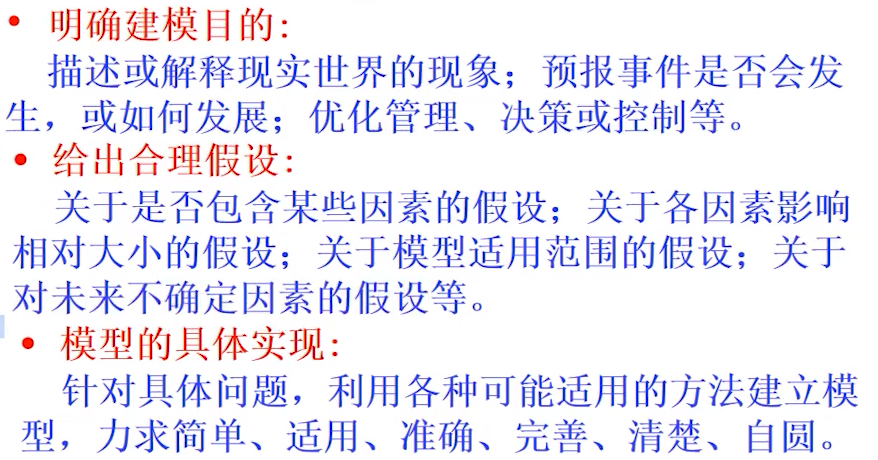 • 明确建模目的:
描述或解释现实世界的现象；预报事件是否会发
生，或如何发展；优化管理、决策或控制等。
• 给出合理假设:
关于是否包含某些因素的假设；关于各因素影响
相对大小的假设；关于模型适用范围的假设；关于
对未来不确定因素的假设等。
• 模型的具体实现:
针对具体问题，利用各种可能适用的方法建立模
型，力求简单、适用、准确、完善、清楚、自圆。